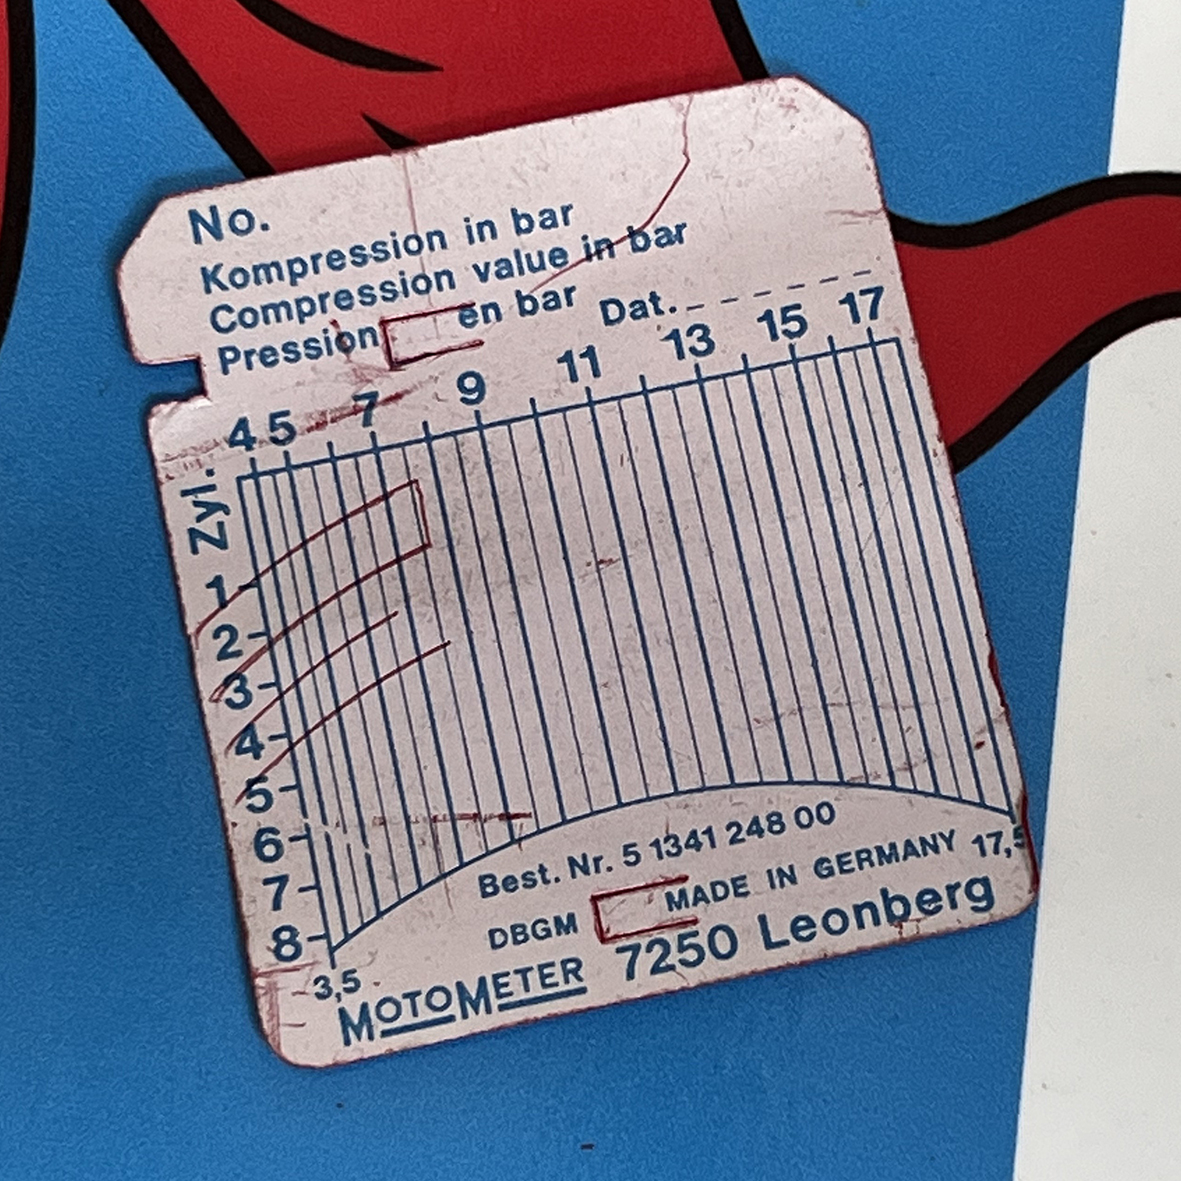 No.
Kompression in bar
Compression value in bar
Pression en bar Dat.
4 5 7 9 11 13 15 17
Zyl.
1
2
3
4
5
6
7
8
3,5
17,5
Best. Nr. 5 1341 248 00
DBGM MADE IN GERMANY
MOTOMETER 7250 Leonberg